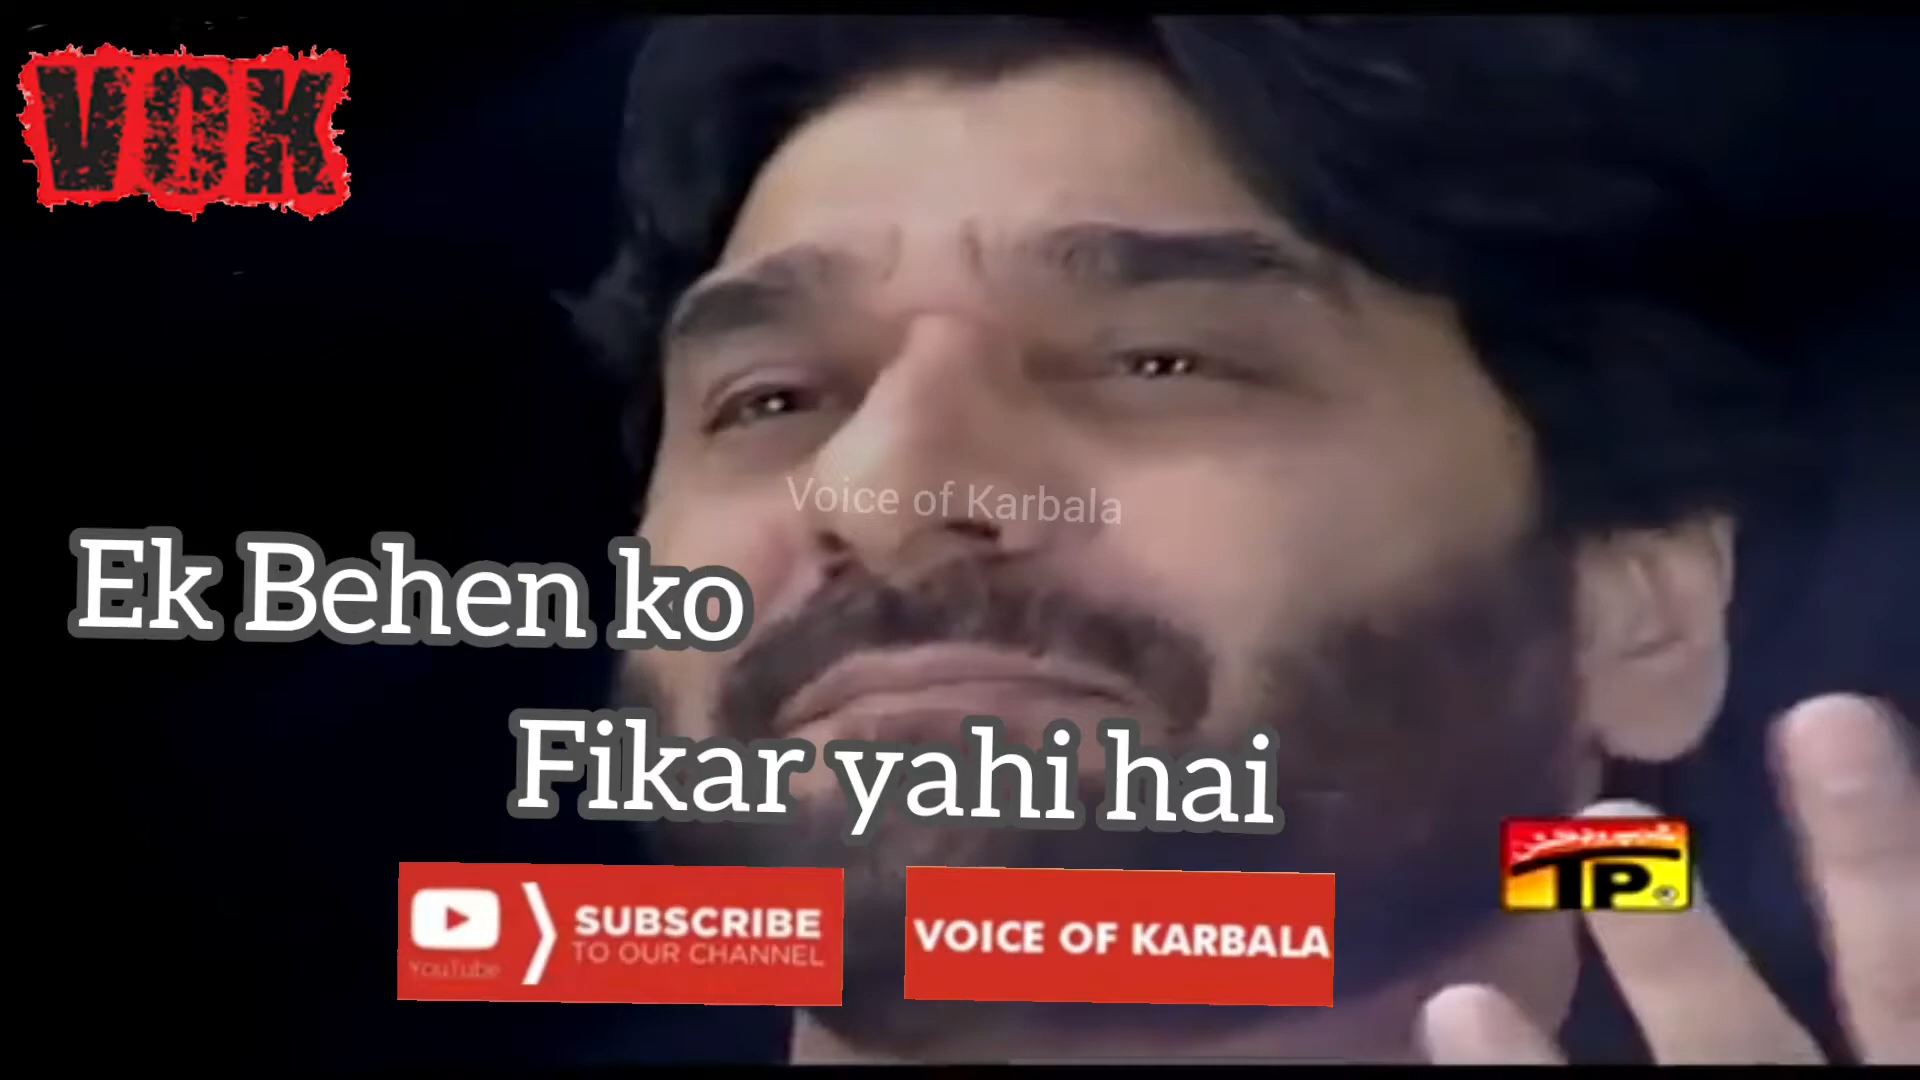 VOK
Voice of Karbala
Ek Behen ko
Fikar yahi hai
YouTube
SUBSCRIBE
TO OUR CHANNEL
VOICE OF KARBALA
TP